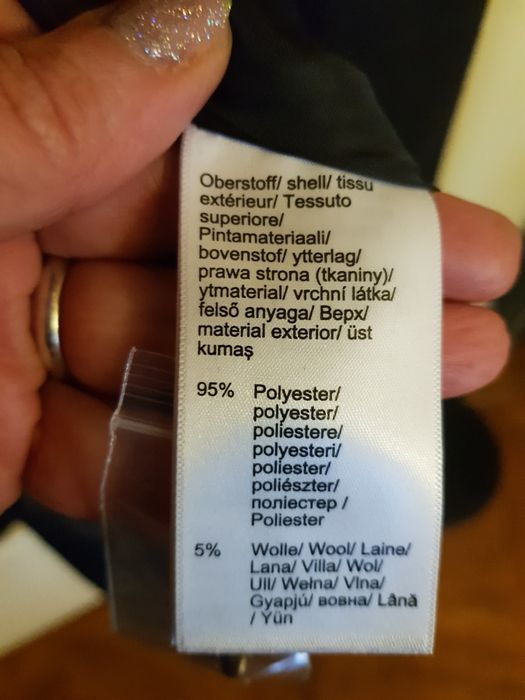 Oberstoff/ shell/ tissu
extérieur/ Tessuto
superiore/
Pintamateriaali/
bovenstof/ ytterlag/
prawa strona (tkaniny)/
ytmaterial/ vrchní látka/
felső anyaga/ Верх/
material exterior/ üst
kumaş
95% Polyester/
polyester/
poliestere/
polyesteri/
poliester/
poliészter/
поліестер /
Poliester
5% Wolle/ Wool/ Laine/
Lana/ Villa/ Wol/
Ull/ Wełna/ Vlna/
Gyapjú/ вовна/ Lână
/ Yün